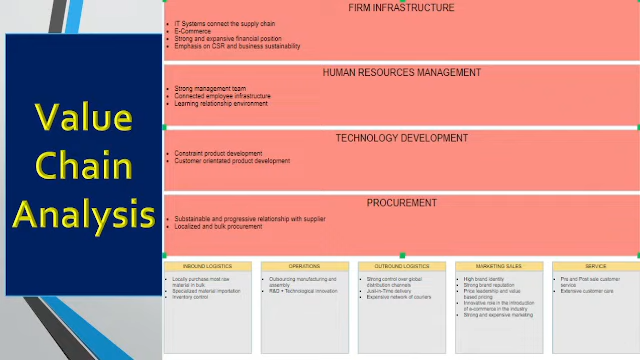 Value
Chain
Analysis
FIRM INFRASTRUCTURE
• IT Systems connect the supply chain
• E-Commerce
• Strong and expansive financial position
• Emphasis on CSR and business sustainability
HUMAN RESOURCES MANAGEMENT
• Strong management team
• Connected employee infrastructure
• Learning relationship environment
TECHNOLOGY DEVELOPMENT
• Constraint product development
• Customer orientated product development
PROCUREMENT
• Substainable and progressive relationship with supplier
• Localized and bulk procurement
INBOUND LOGISTICS
• Locally purchase most raw
material in bulk
• Specialized material importation
• Inventory control
OPERATIONS
• Outsourcing manufacturing and
assembly
• R&D + Technological innovation
OUTBOUND LOGISTICS
• Strong control over global
distribution channels
• Just-in-Time delivery
• Expensive network of couriers
MARKETING SALES
• High brand identity
• Strong brand reputation
• Price leadership and value
based pricing
• Innovative role in the introduction
of e-commerce in the industry
• Strong and expensive marketing
SERVICE
• Pre and Post sale customer
service
• Extensive customer care